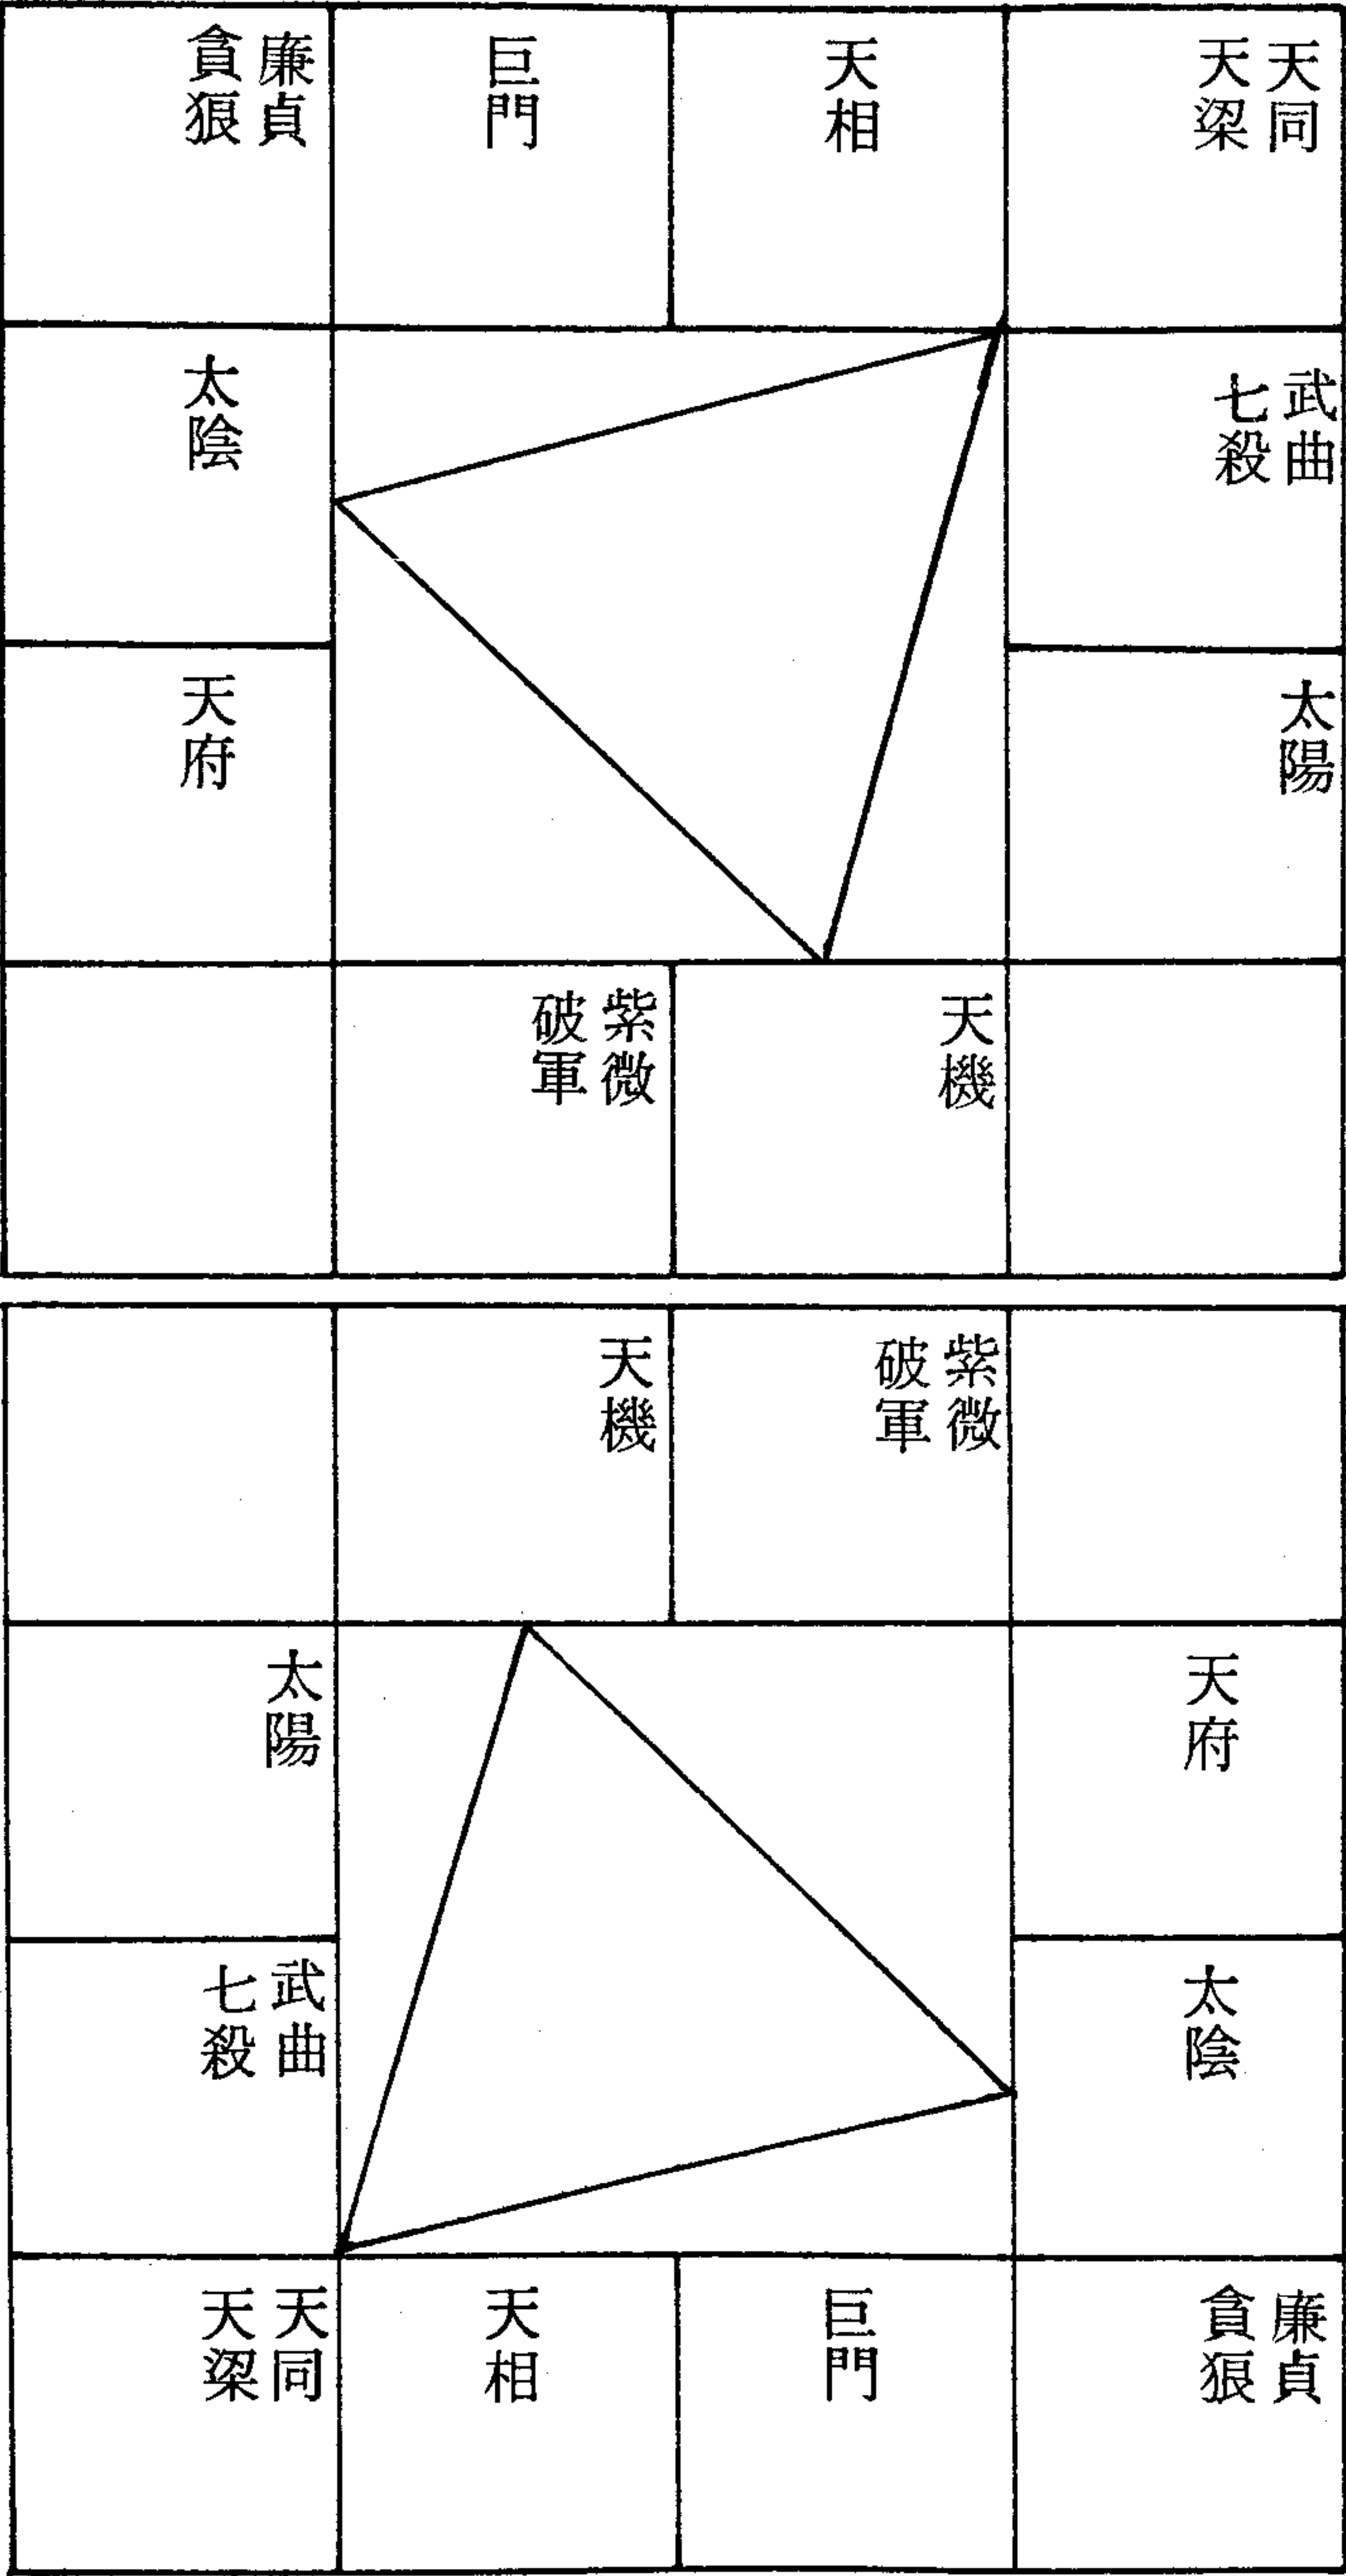 廉貞
貪狼
巨門
天相
天同
天梁
太陰
武曲
七殺
天府
太陽
紫微
破軍
天機
天機
紫微
破軍
太陽
天府
武曲
七殺
太陰
天同
天梁
天相
巨門
廉貞
貪狼